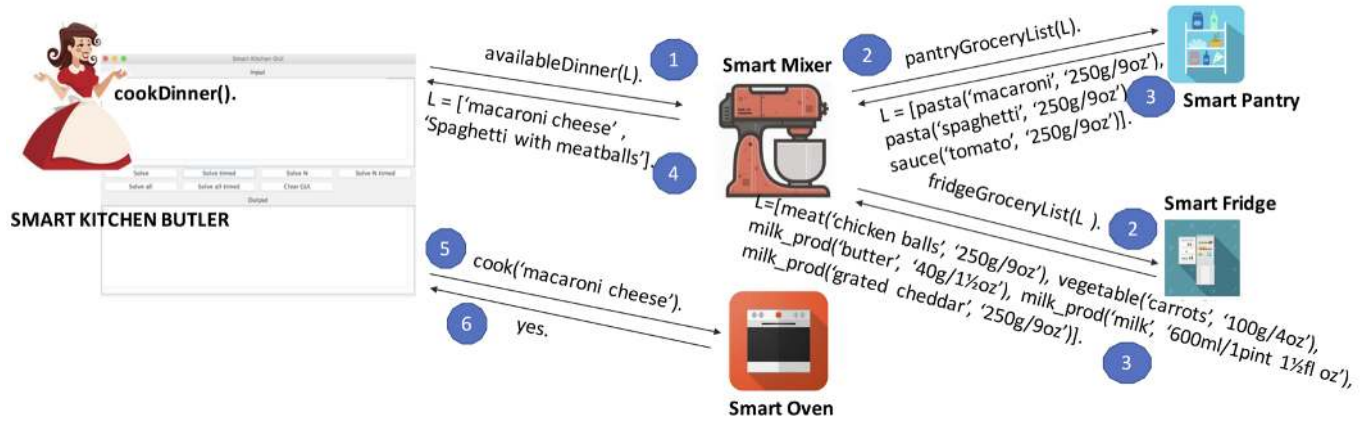 Smart Kitchen GUI
Input
cookDinner().
Solve
Solve timed
Solve N
Solve N timed
Solve all
Solve all timed
Clear GUI
Output
SMART KITCHEN BUTLER
availableDinner(L).
1
L = [‘macaroni cheese’ ,
‘Spaghetti with meatballs’].
4
Smart Mixer
2
pantryGroceryList(L).
L = [pasta(‘macaroni’, ‘250g/9oz’),
pasta(‘spaghetti’, ‘250g/9oz’)
sauce(‘tomato’, ‘250g/9oz’)].
3
Smart Pantry
fridgeGroceryList(L ).
2
Smart Fridge
L=[meat(‘chicken balls’, ‘250g/9oz’), vegetable(‘carrots’, ‘100g/4oz’),
milk_prod(‘butter’, ‘40g/1½oz’), milk_prod(‘milk’, ‘600ml/1pint 1½fl oz’),
milk_prod(‘grated cheddar’, ‘250g/9oz’)].
3
5
cook(‘macaroni cheese’).
6
yes.
Smart Oven